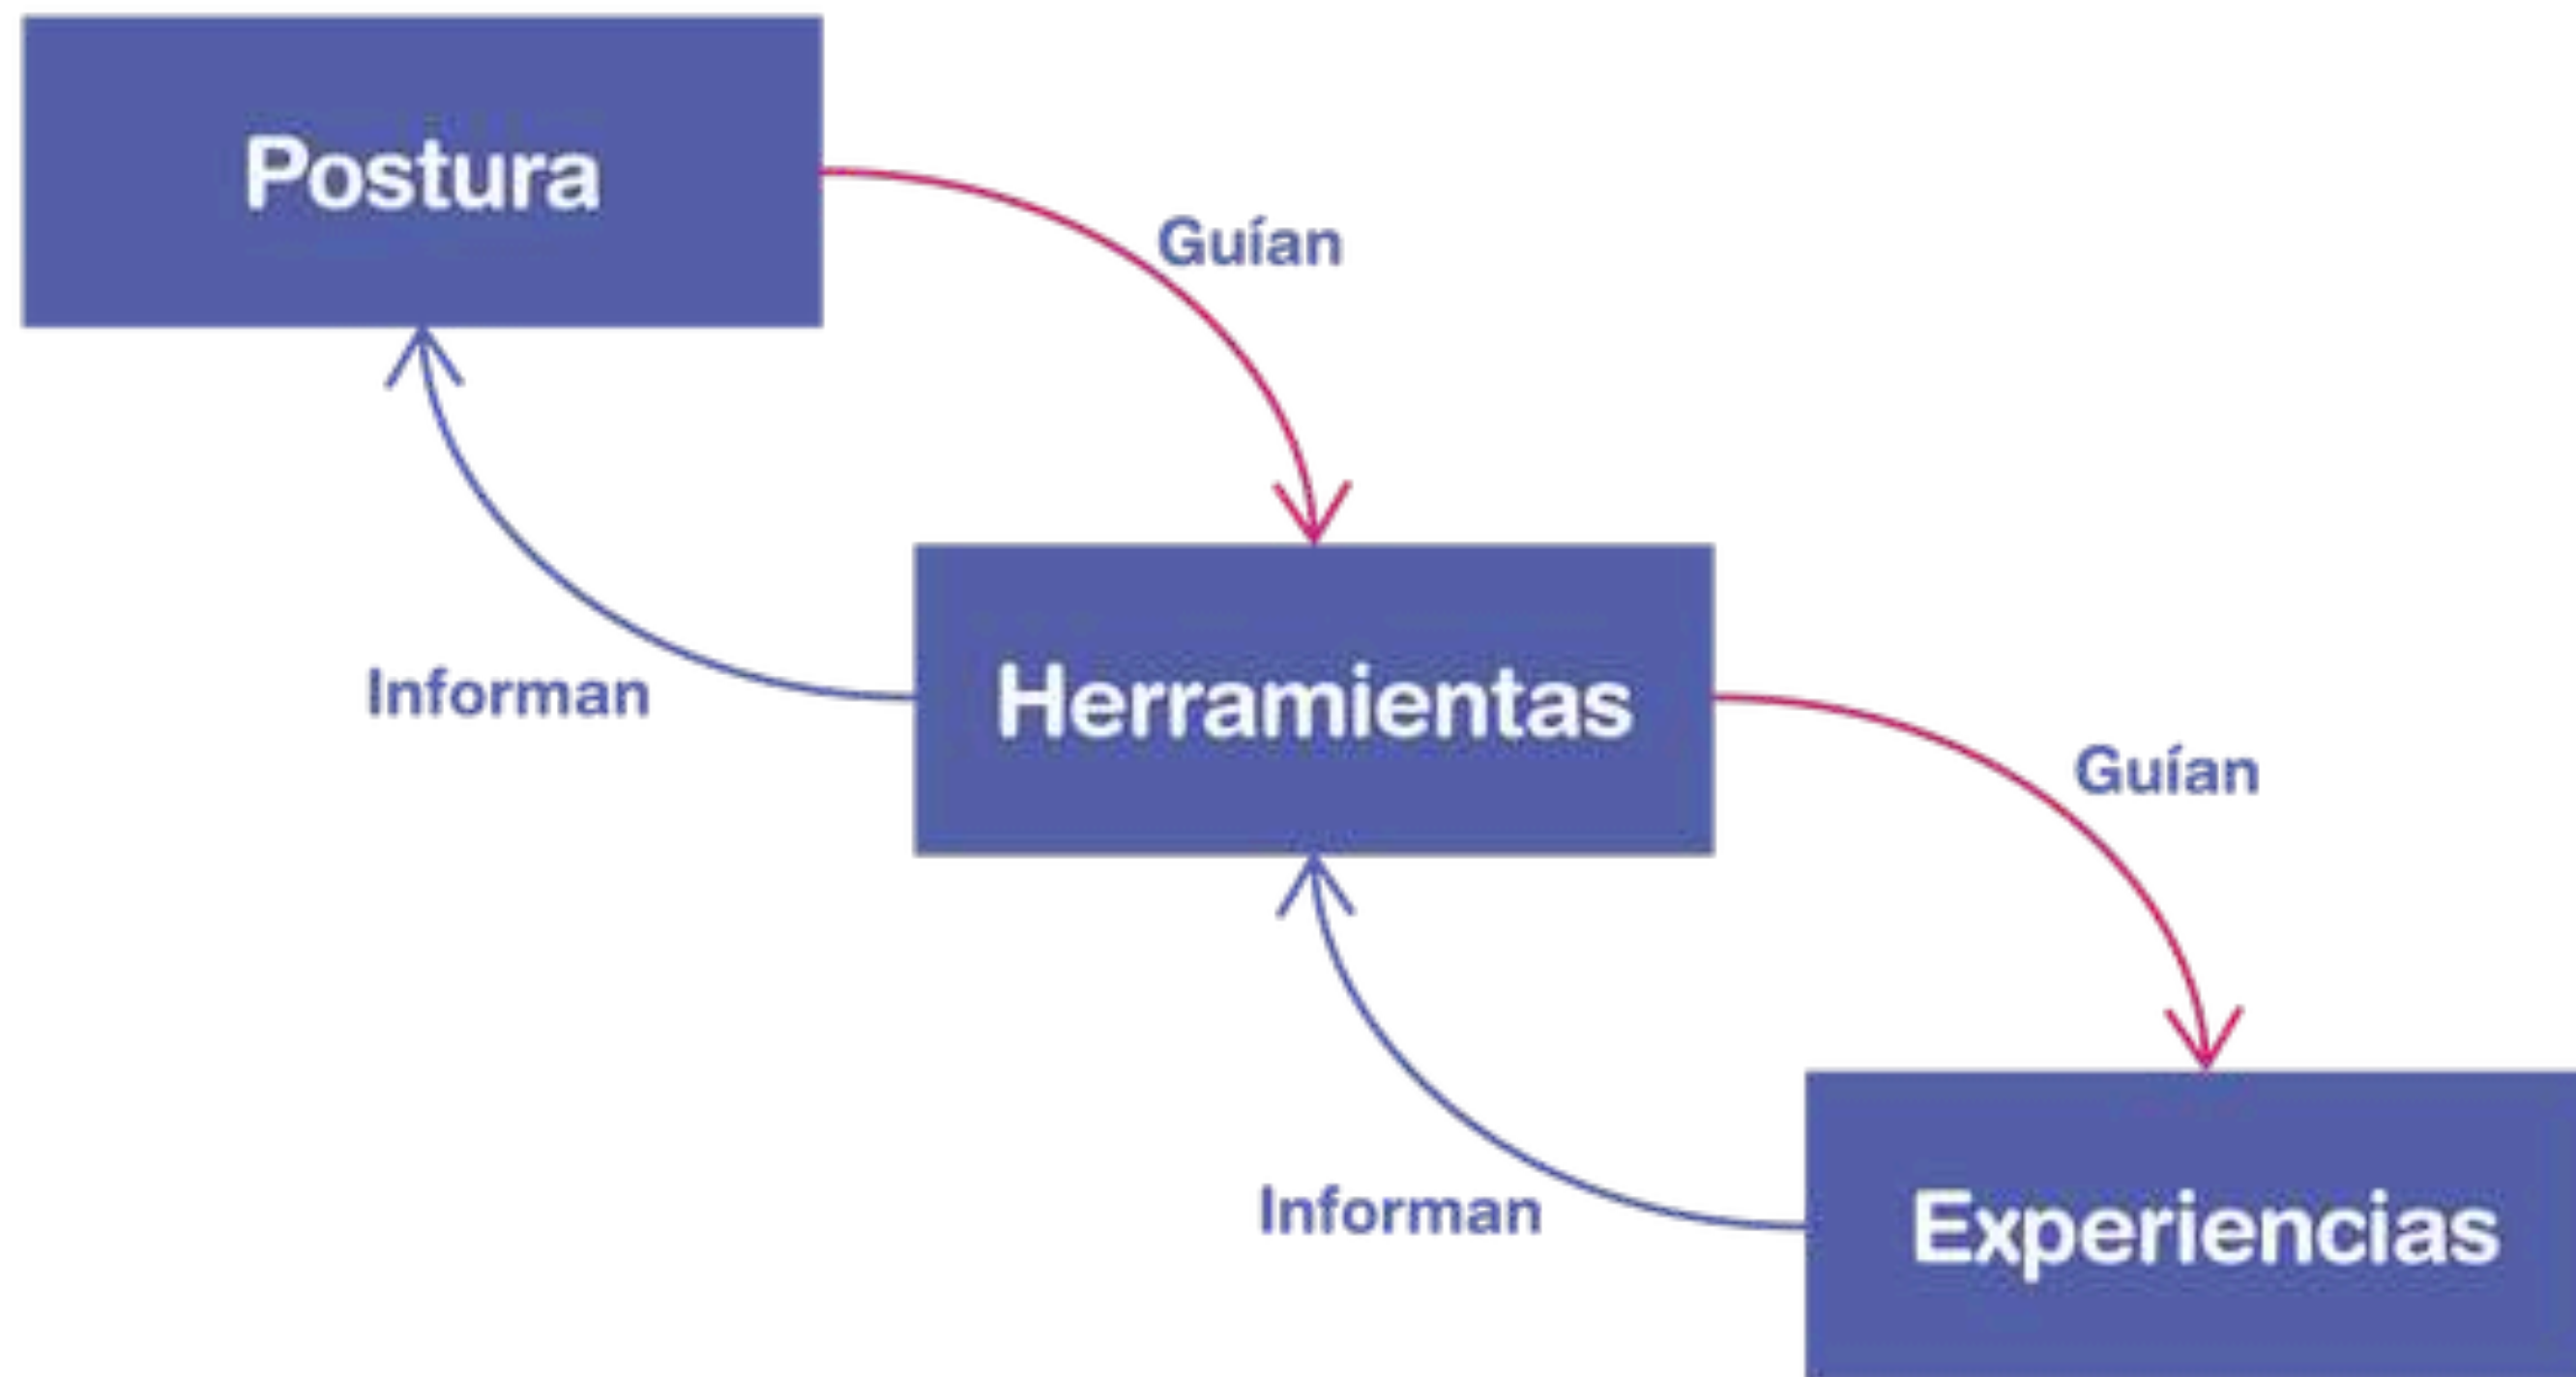 Postura
Guían
Informan
Herramientas
Guían
Informan
Experiencias